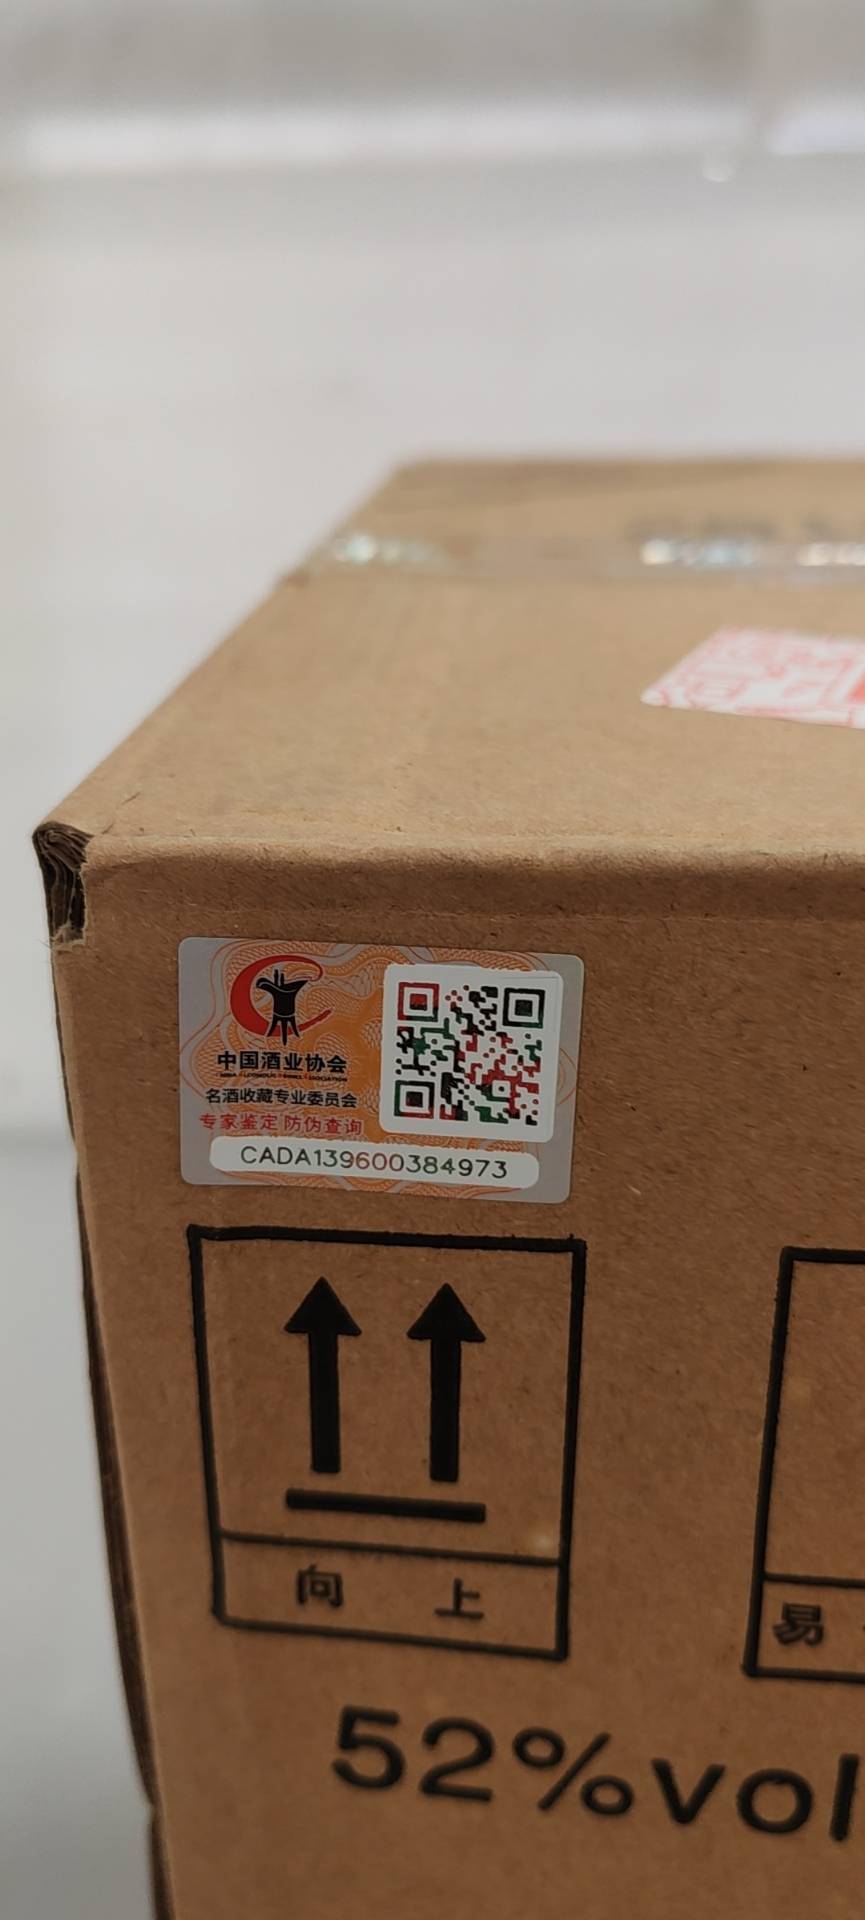 中国酒业协会
名酒收藏专业委员会
专家鉴定 防伪查询
CADA139600384973
向 上
易
52%vol